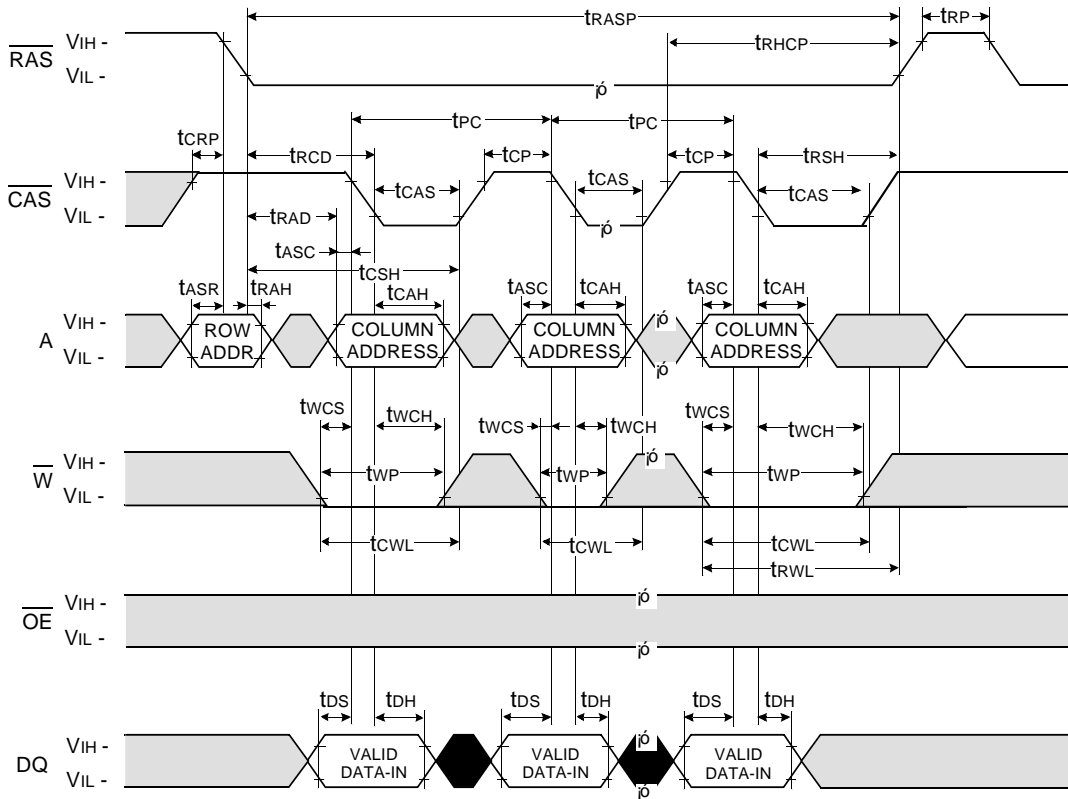 tRASP
tRP
tRHCP
RAS
VIH -
VIL -
¡ó
tCRP
tRCD
tPC
tPC
tCP
tCP
tRSH
CAS
VIH -
VIL -
tCAS
tCAS
tCAS
¡ó
tRAD
tASC
tCSH
tASR
tRAH
tCAH
tASC
tCAH
tASC
tCAH
A
VIH -
VIL -
ROW
ADDR
COLUMN
ADDRESS
COLUMN
ADDRESS
¡ó
¡ó
COLUMN
ADDRESS
tWCS
tWCH
tWCS
tWCH
tWCS
tWCH
W
VIH -
VIL -
tWP
tWP
¡ó
tWP
tCWL
tCWL
tCWL
tRWL
OE
VIH -
VIL -
¡ó
¡ó
tDS
tDH
tDS
tDH
tDS
tDH
DQ
VIH -
VIL -
VALID
DATA-IN
VALID
DATA-IN
¡ó
¡ó
VALID
DATA-IN